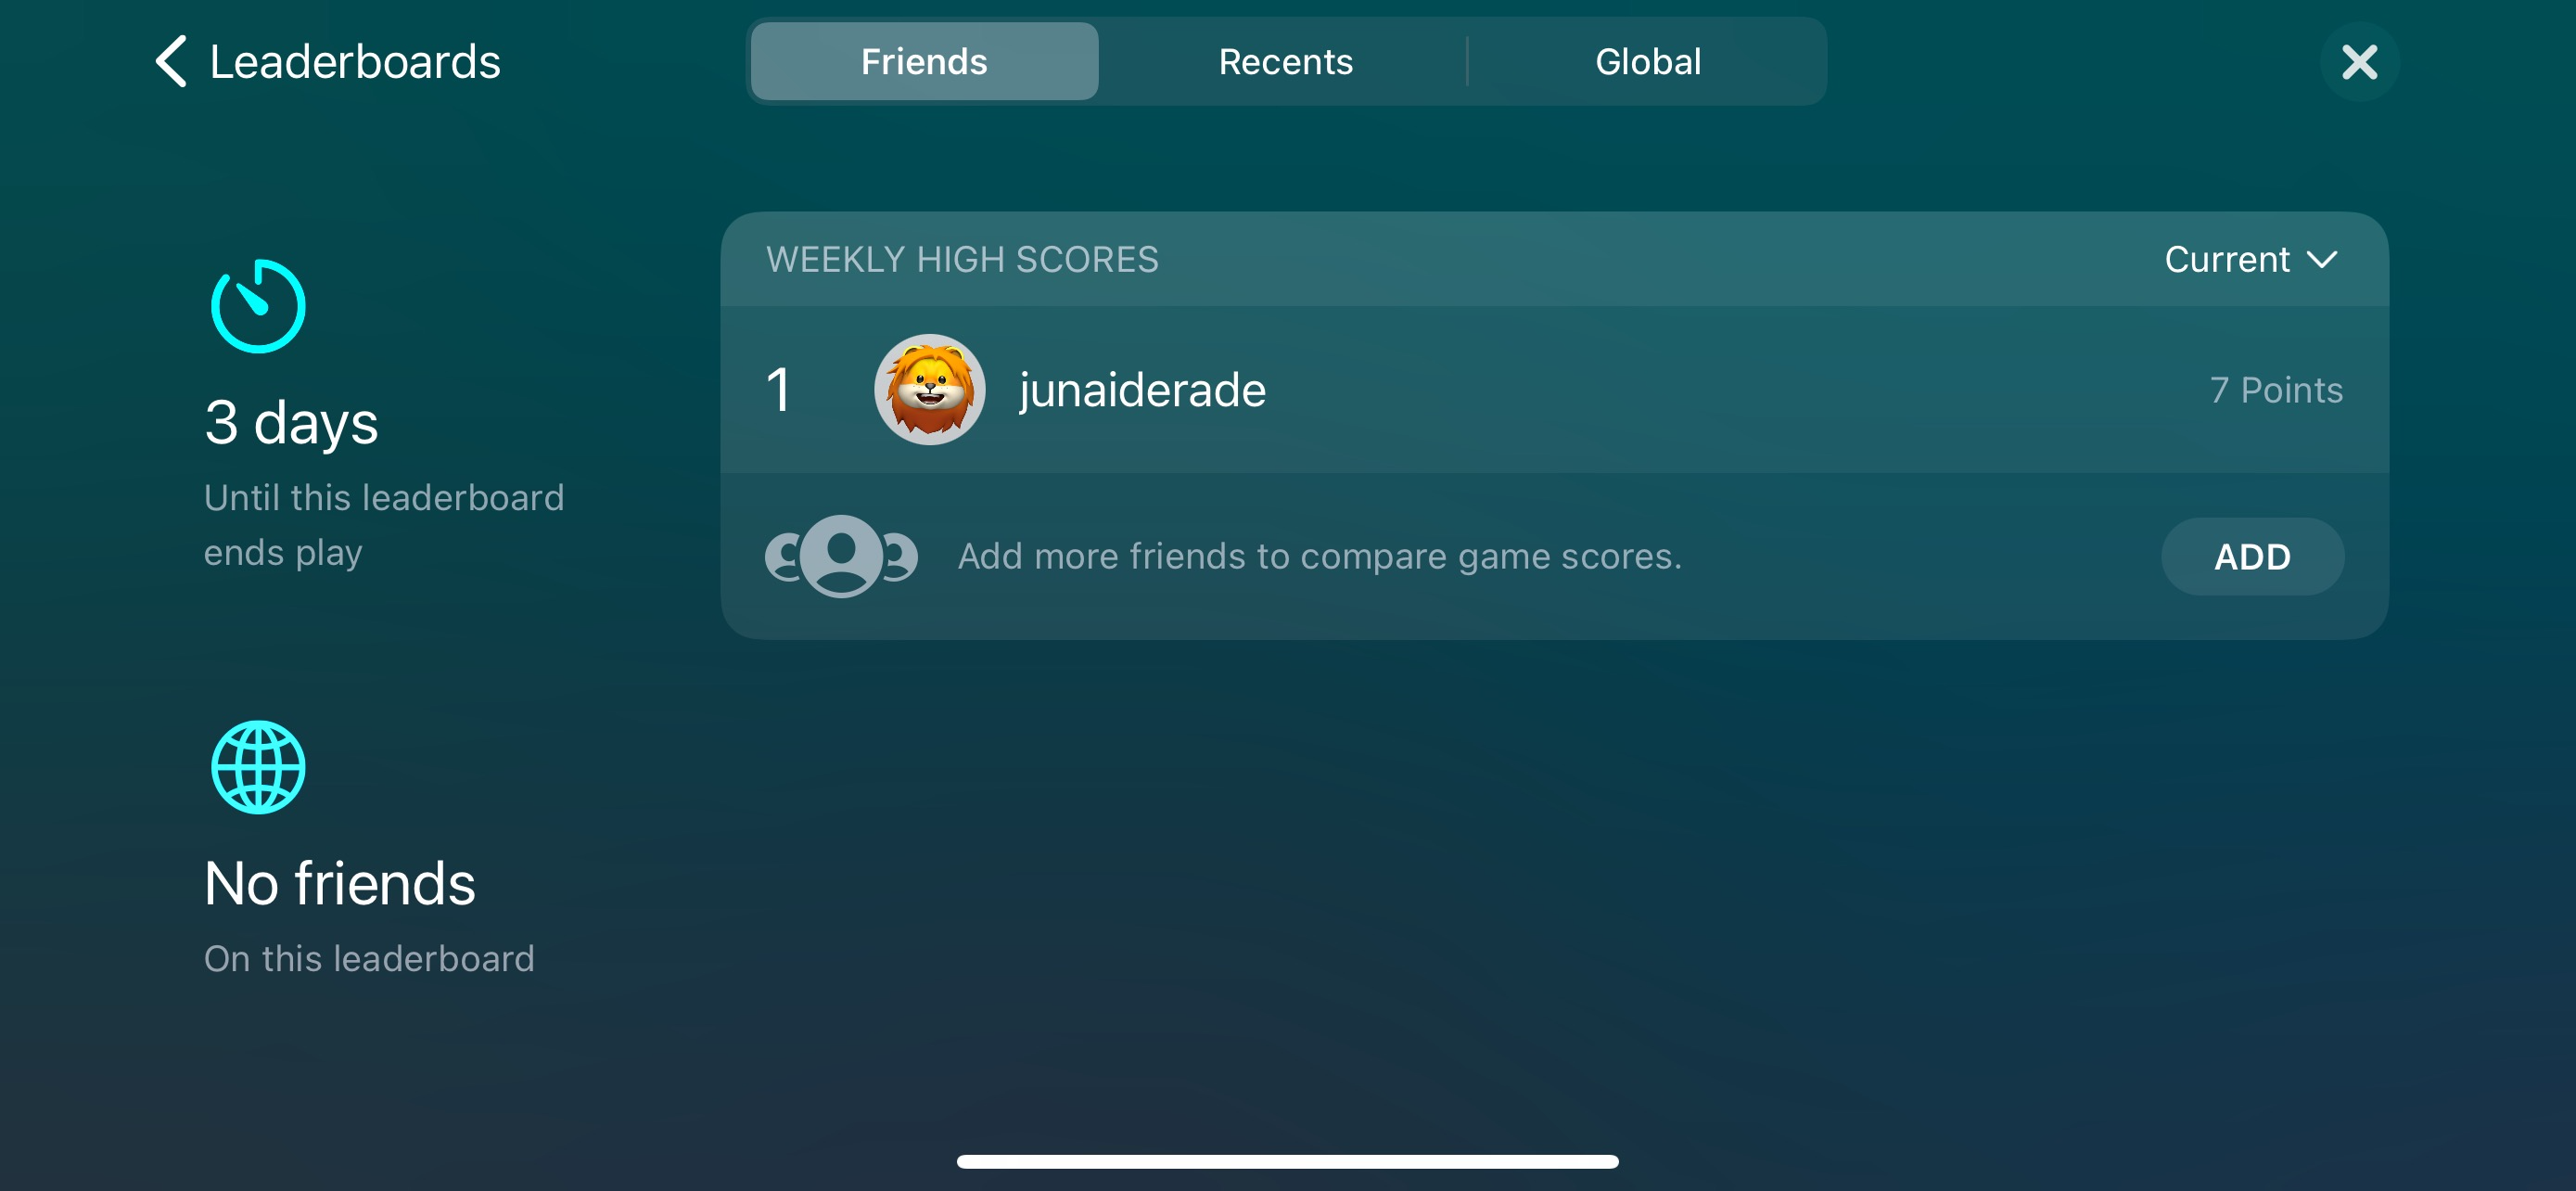 Leaderboards
Friends
Recents
Global
3 days
Until this leaderboard
ends play
No friends
On this leaderboard
WEEKLY HIGH SCORES
Current
1
junaiderade
7 Points
Add more friends to compare game scores.
ADD